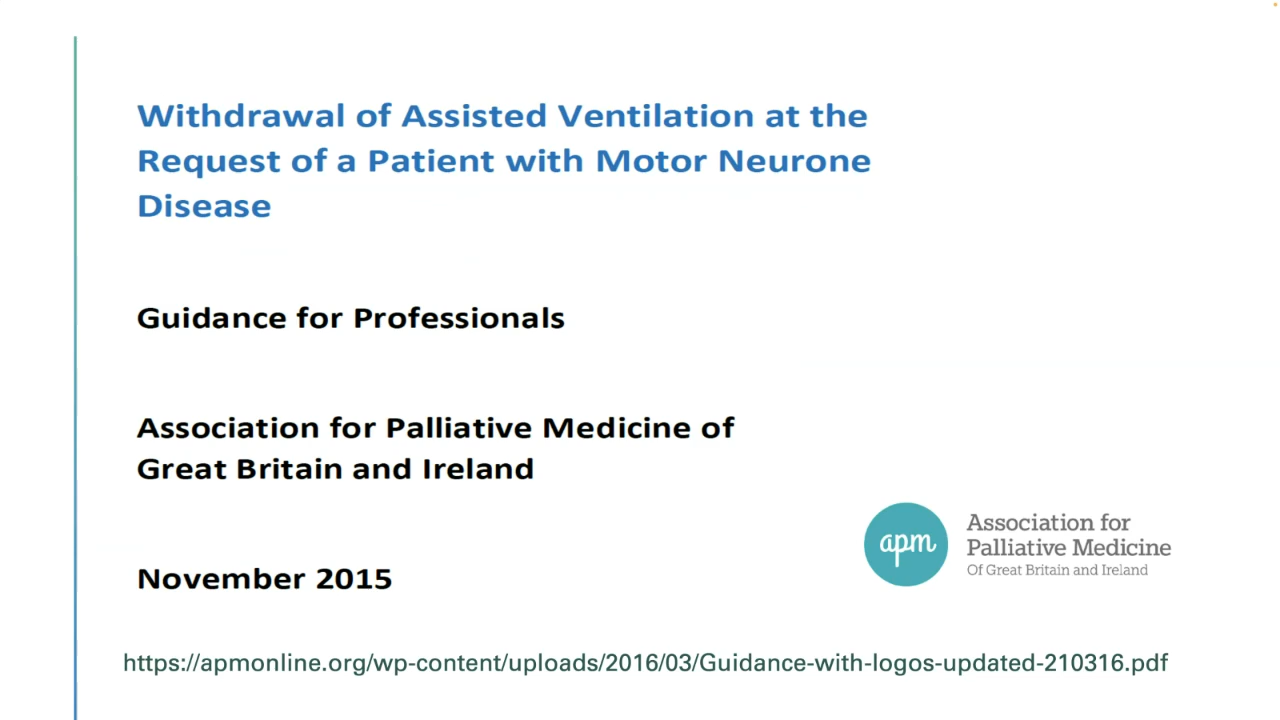 Withdrawal of Assisted Ventilation at the
Request of a Patient with Motor Neurone
Disease
Guidance for Professionals
Association for Palliative Medicine of
Great Britain and Ireland
November 2015
apm
Association for
Palliative Medicine
Of Great Britain and Ireland
https://apmonline.org/wp-content/uploads/2016/03/Guidance-with-logos-updated-210316.pdf